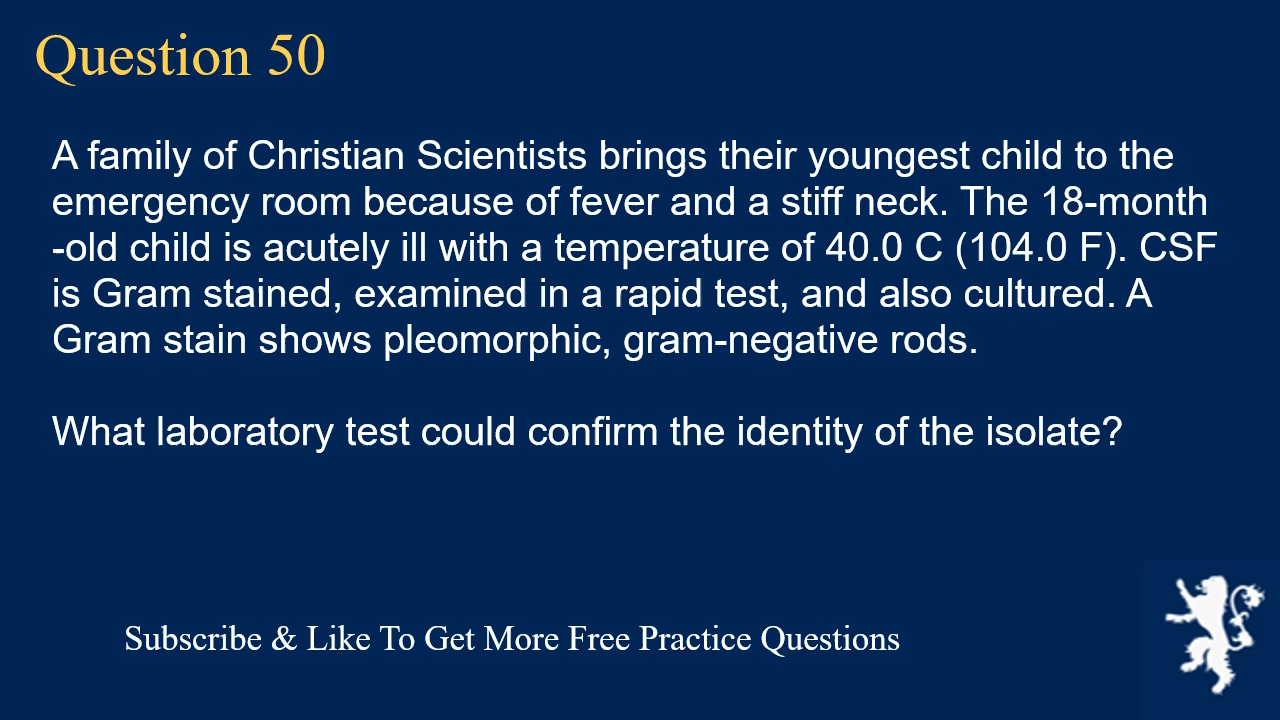 Question 50
A family of Christian Scientists brings their youngest child to the
emergency room because of fever and a stiff neck. The 18-month
-old child is acutely ill with a temperature of 40.0 C (104.0 F). CSF
is Gram stained, examined in a rapid test, and also cultured. A
Gram stain shows pleomorphic, gram-negative rods.
What laboratory test could confirm the identity of the isolate?
Subscribe & Like To Get More Free Practice Questions